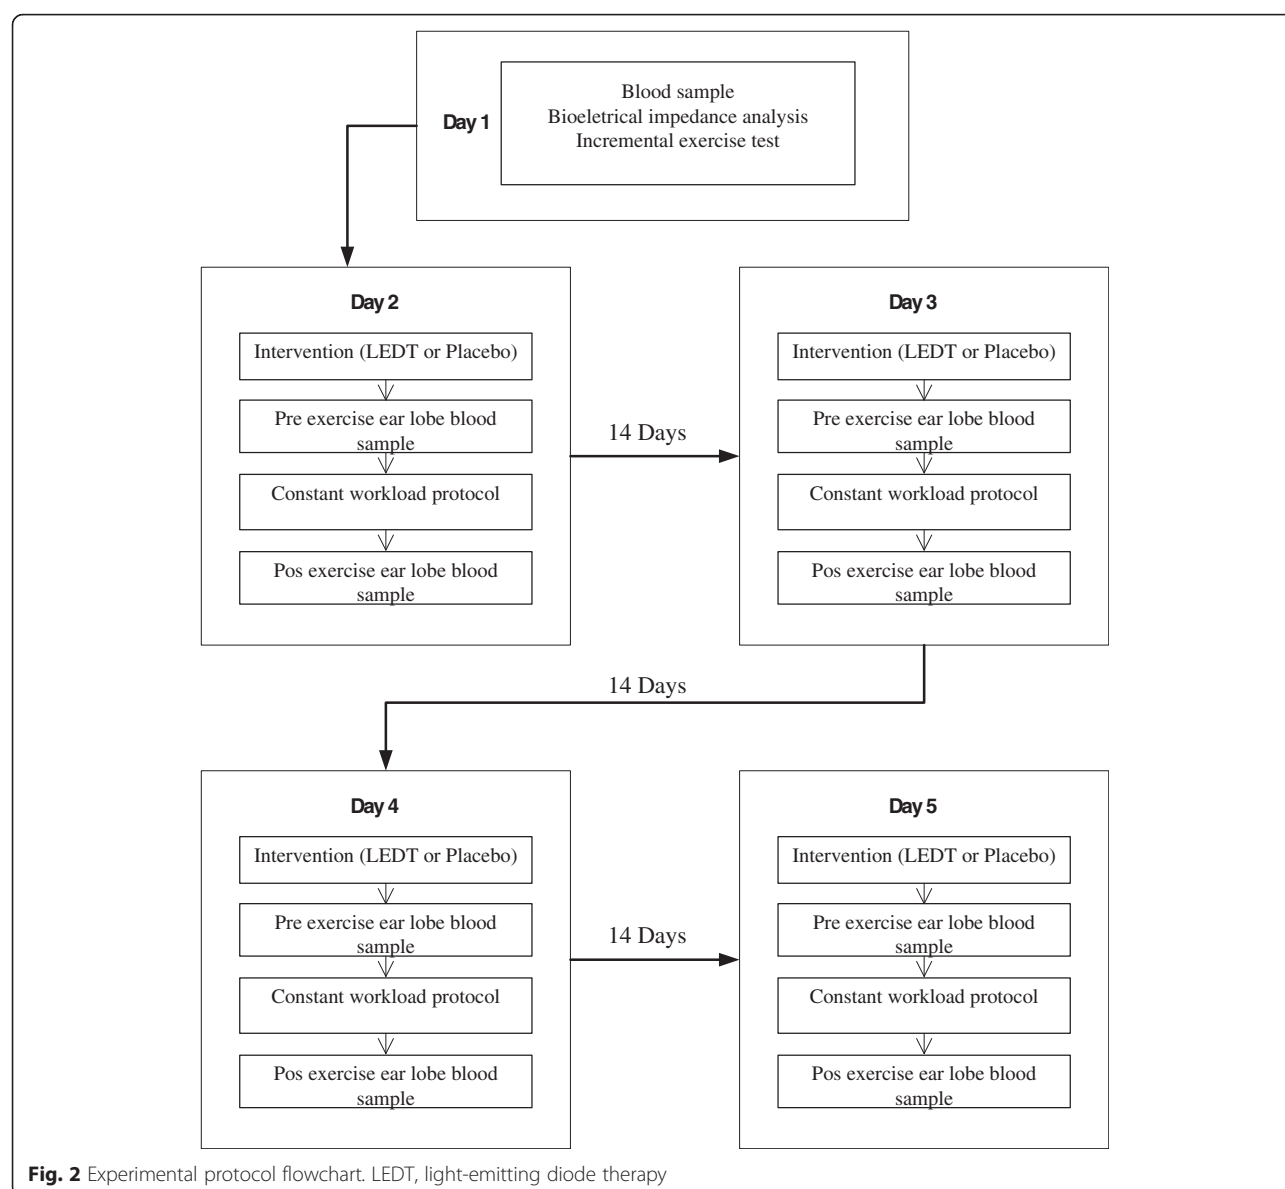 Day 1
Blood sample
Bioeletrical impedance analysis
Incremental exercise test
Day 2
Intervention (LEDT or Placebo)
Pre exercise ear lobe blood
sample
Constant workload protocol
Pos exercise ear lobe blood
sample
14 Days
Day 3
Intervention (LEDT or Placebo)
Pre exercise ear lobe blood
sample
Constant workload protocol
Pos exercise ear lobe blood
sample
14 Days
Day 4
Intervention (LEDT or Placebo)
Pre exercise ear lobe blood
sample
Constant workload protocol
Pos exercise ear lobe blood
sample
14 Days
Day 5
Intervention (LEDT or Placebo)
Pre exercise ear lobe blood
sample
Constant workload protocol
Pos exercise ear lobe blood
sample
Fig. 2 Experimental protocol flowchart. LEDT, light-emitting diode therapy